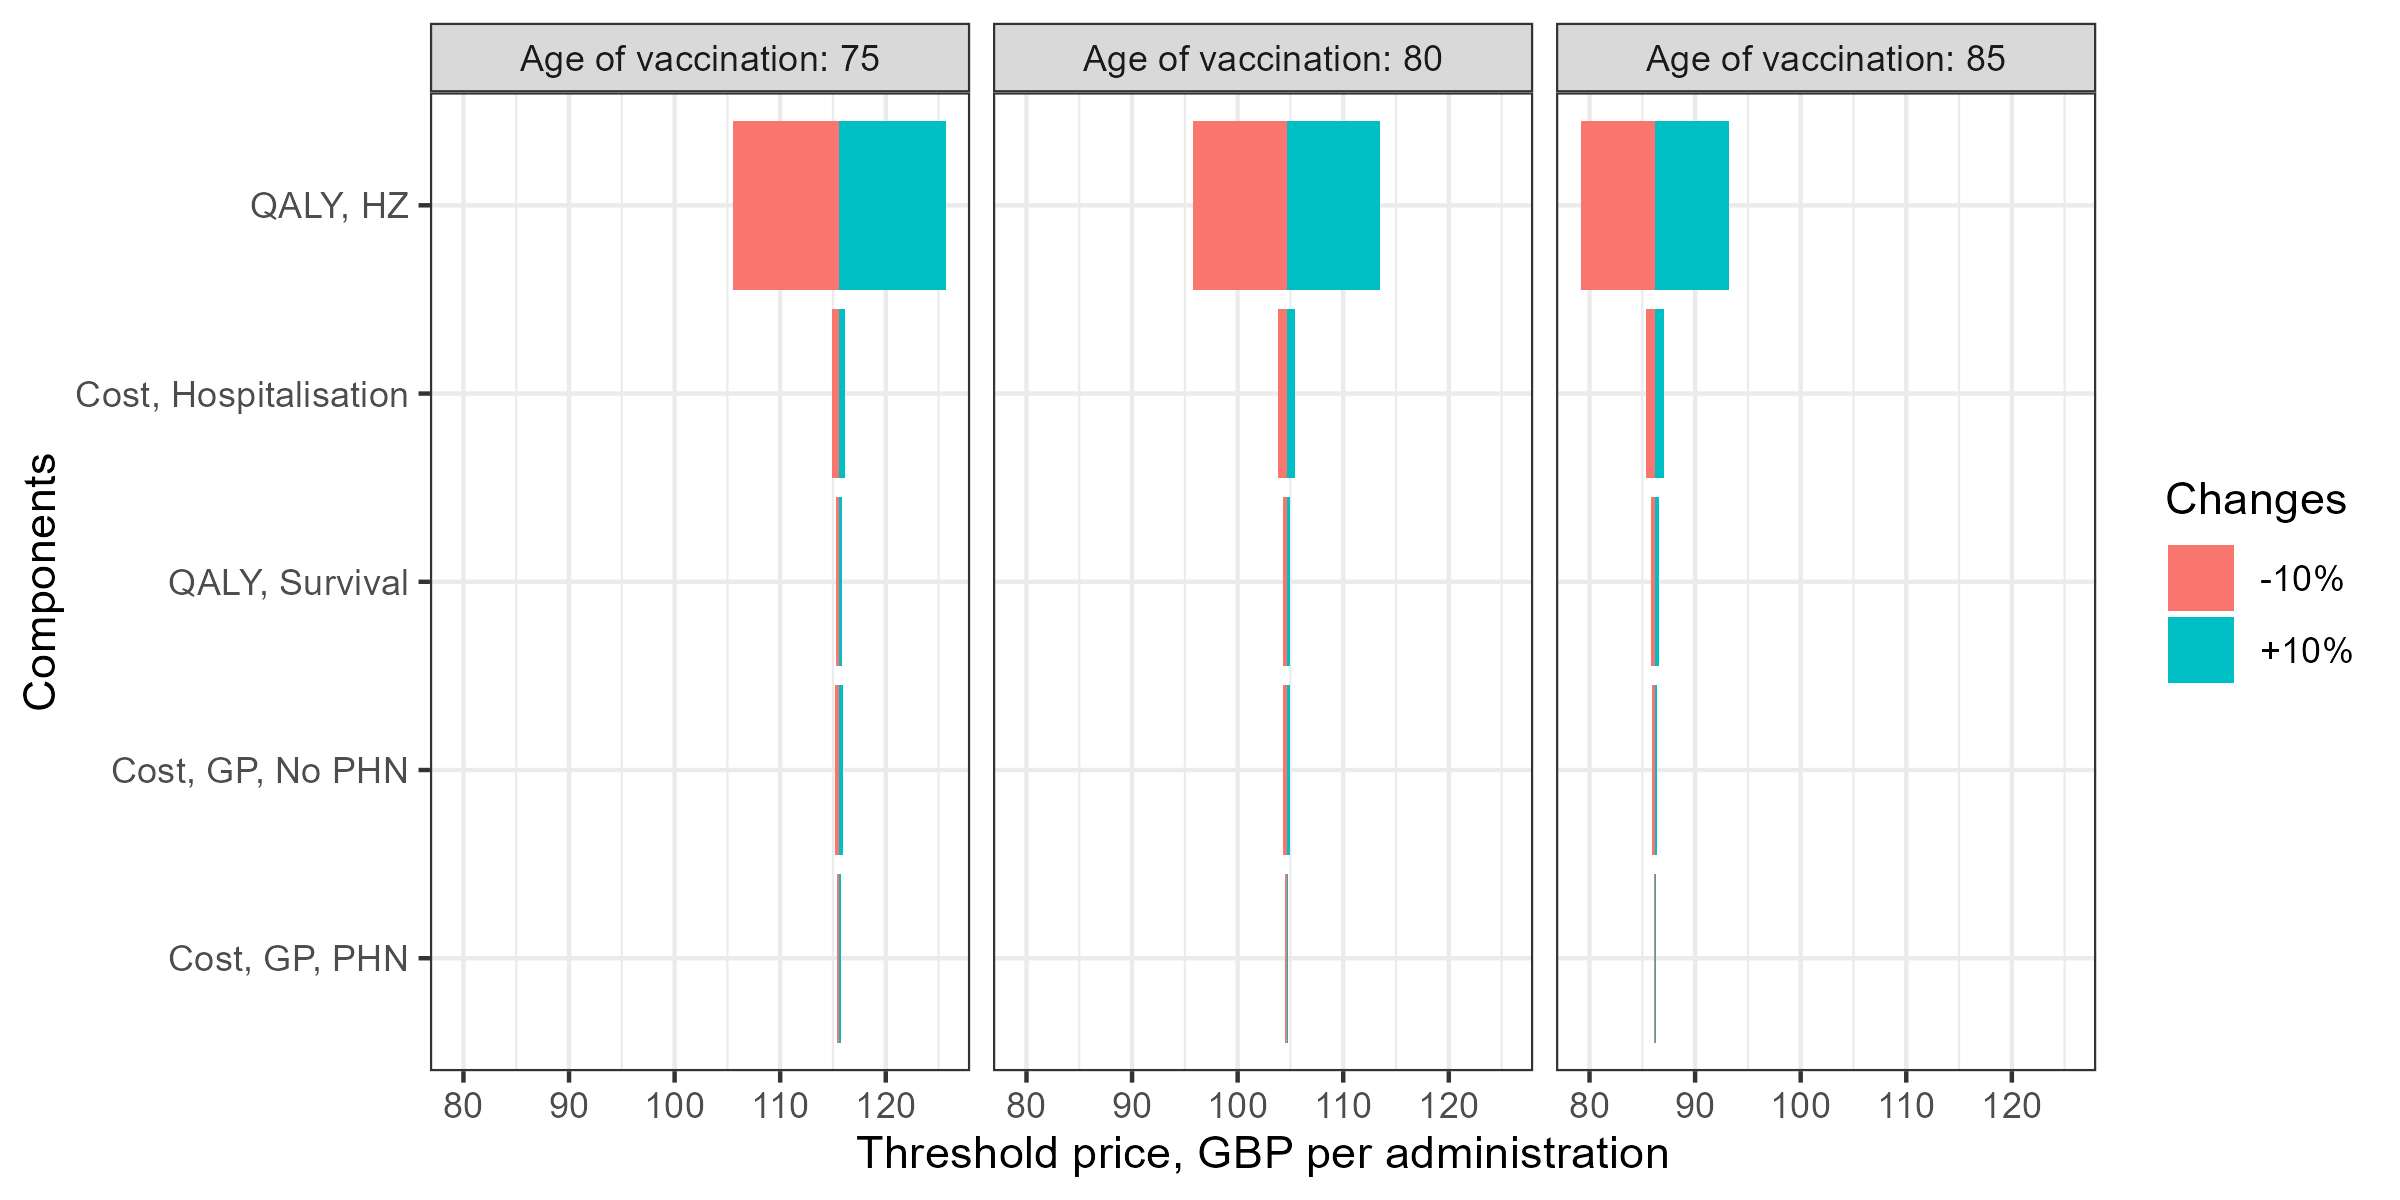 Age of vaccination: 75
Age of vaccination: 80
Age of vaccination: 85
Components
QALY, HZ
Cost, Hospitalisation
QALY, Survival
Cost, GP, No PHN
Cost, GP, PHN
80 90 100 110 120
80 90 100 110 120
80 90 100 110 120
Threshold price, GBP per administration
Changes
-10%
+10%